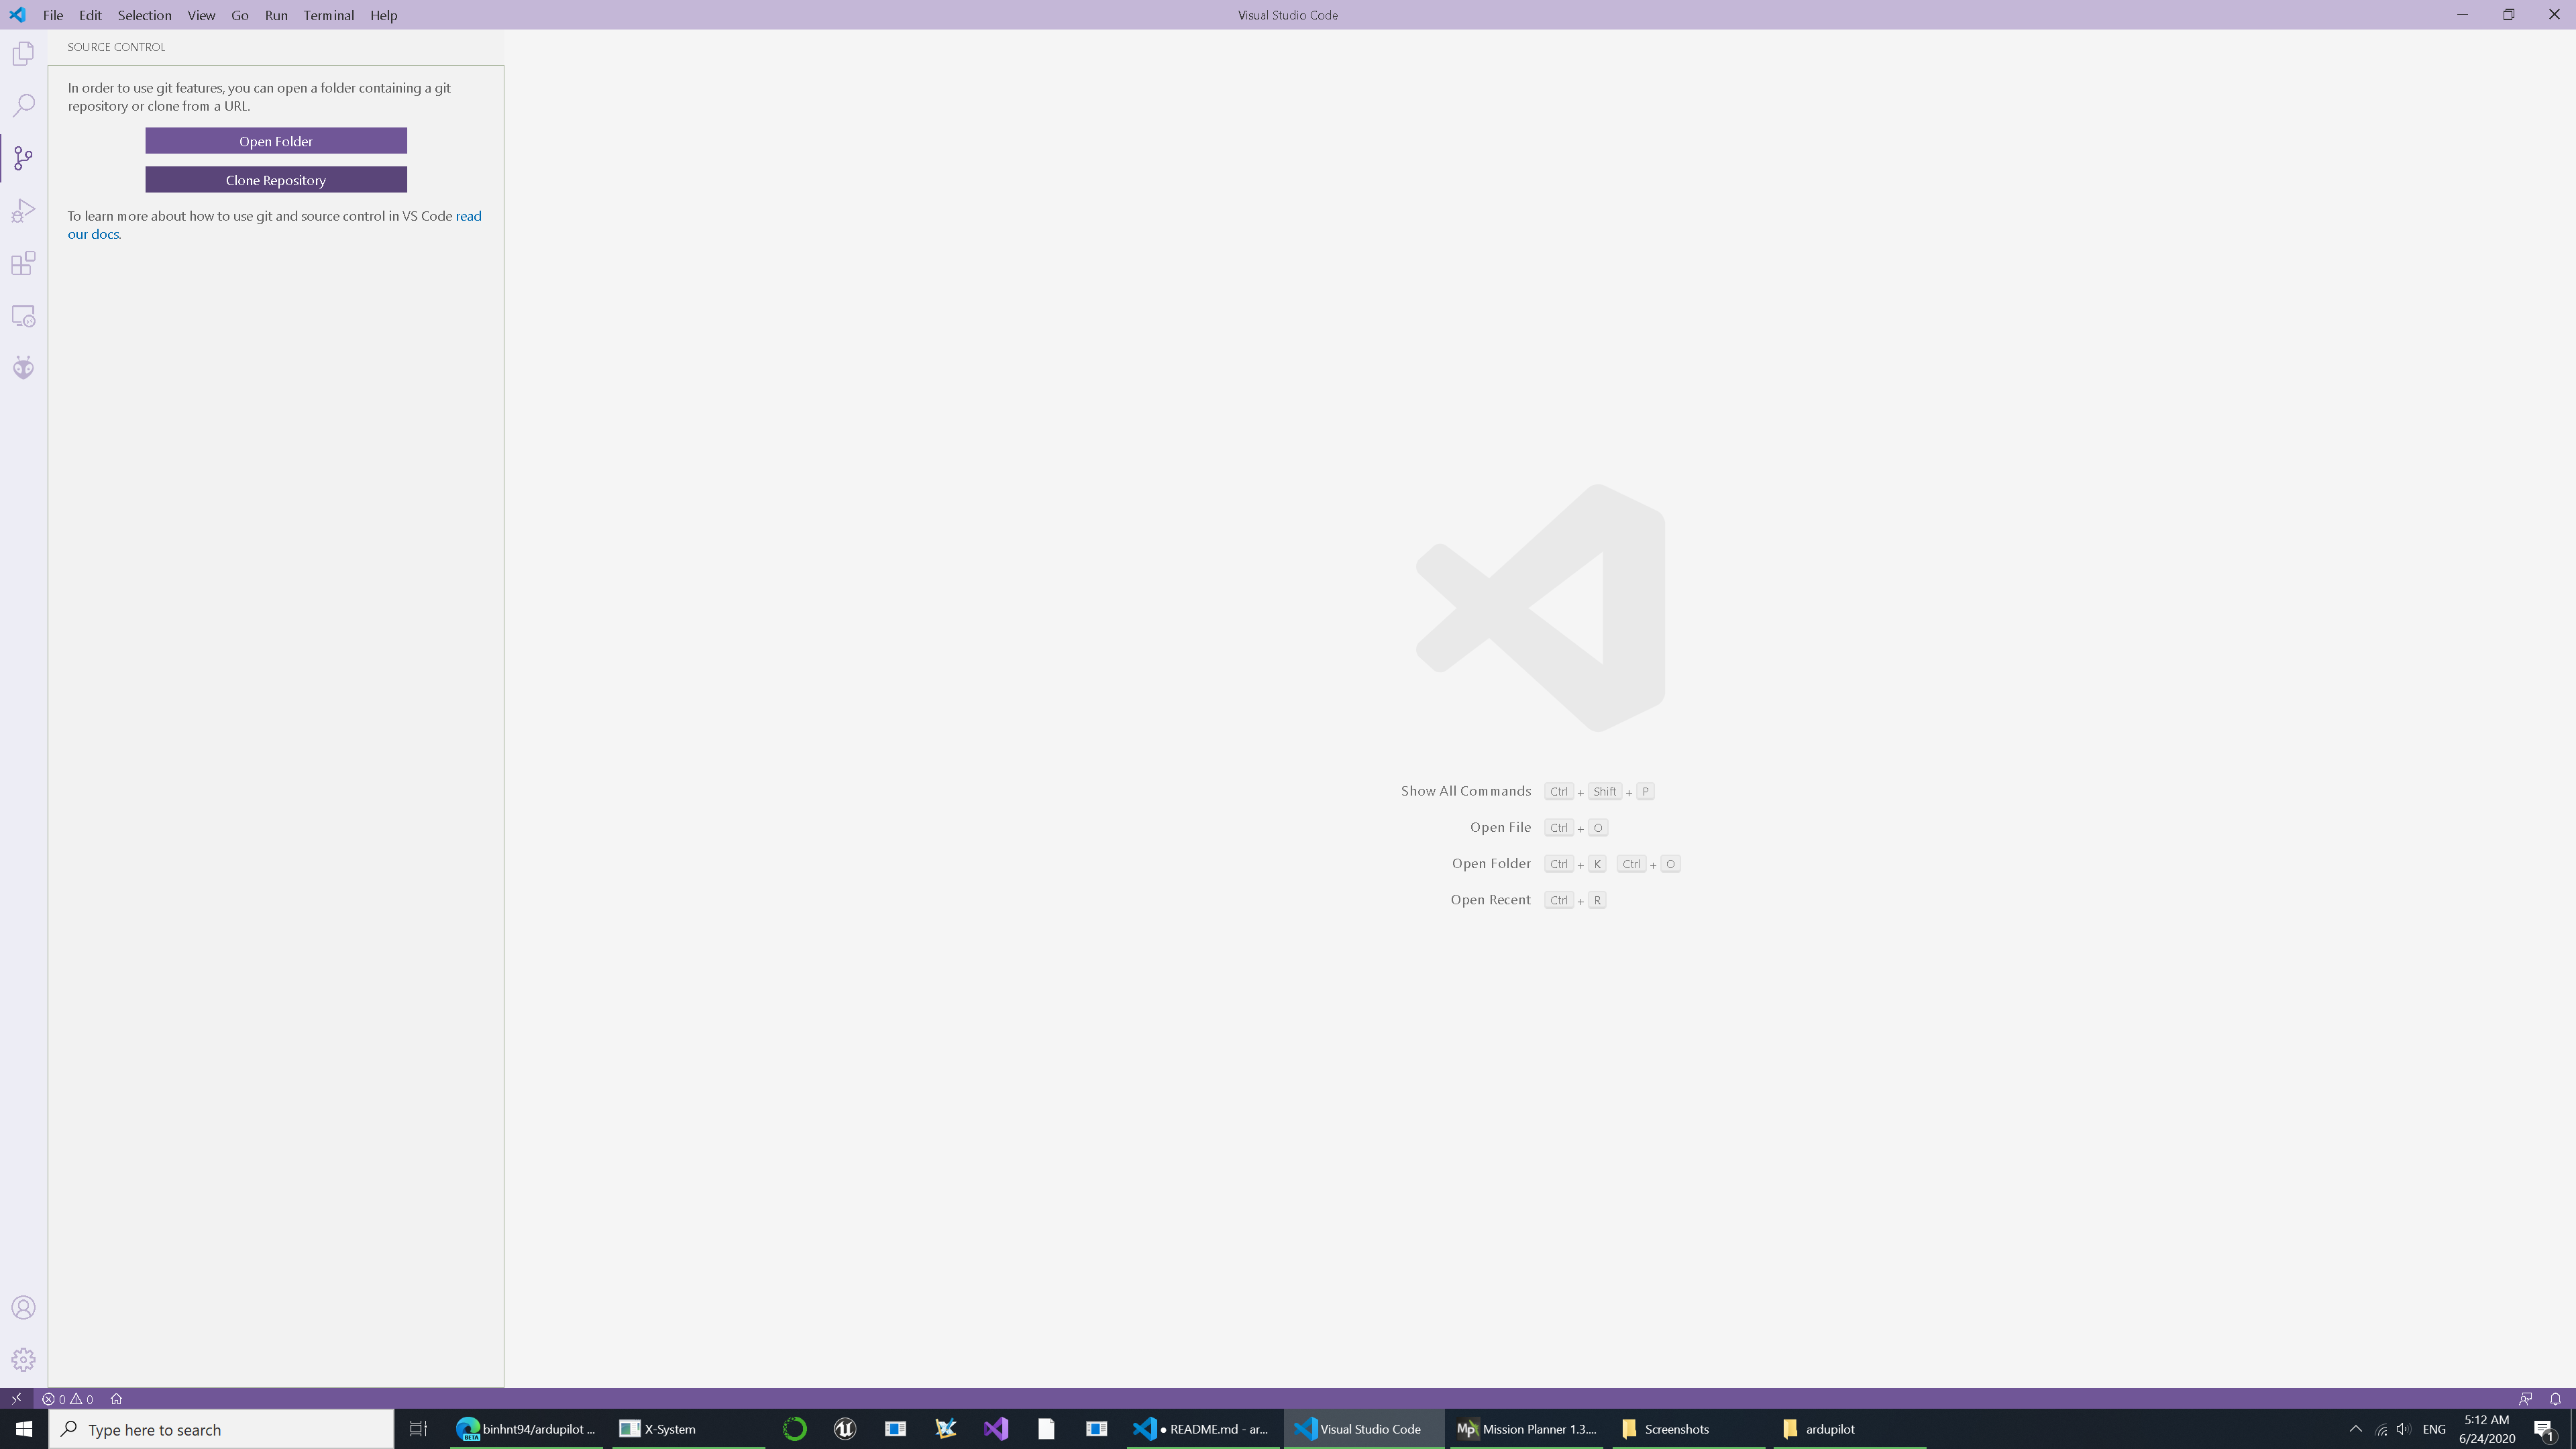 File Edit Selection View Go Run Terminal Help
Visual Studio Code
SOURCE CONTROL
In order to use git features, you can open a folder containing a git
repository or clone from a URL.
Open Folder
Clone Repository
To learn more about how to use git and source control in VS Code read
our docs.
Show All Commands Ctrl + Shift + P
Open File Ctrl + O
Open Folder Ctrl + K Ctrl + O
Open Recent Ctrl + R
0 0
Type here to search
BETA
binhnt94/ardupilot ...
X-System
● README.md - ar...
Visual Studio Code
Mp
Mission Planner 1.3....
Screenshots
ardupilot
ENG
5:12 AM
6/24/2020
1